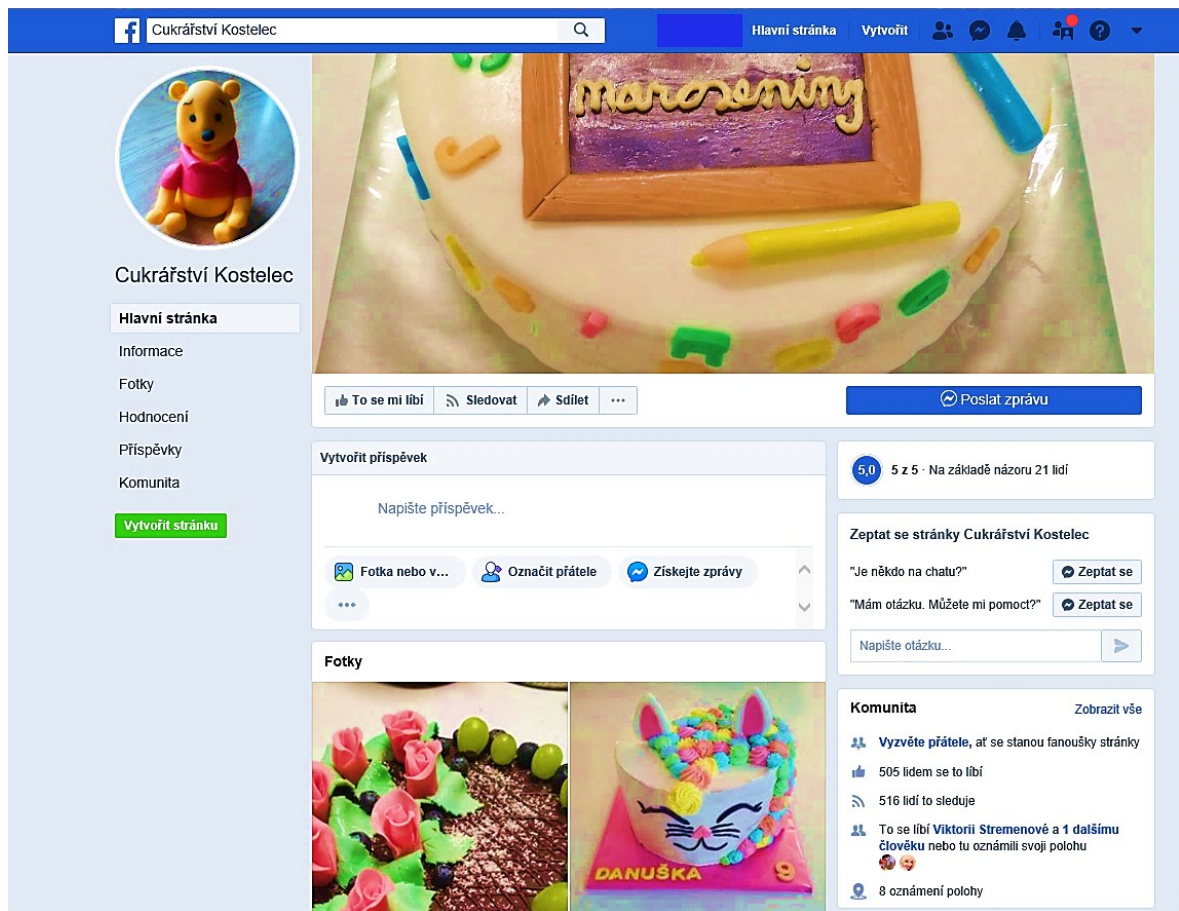 Cukrářství Kostelec
Hlavní stránka
Vytvořit
marosening
Cukrářství Kostelec
Hlavní stránka
Informace
Fotky
Hodnocení
Příspěvky
Komunita
Vytvořit stránku
To se mi líbí
Sledovat
Sdílet
Poslat zprávu
Vytvořit příspěvek
Napište příspěvek...
Fotka nebo v...
Označit přátele
Získejte zprávy
Fotky
DANUŠKA 9
5,0 5 z 5 · Na základě názoru 21 lidí
Zeptat se stránky Cukrářství Kostelec
"Je někdo na chatu?" Zeptat se
"Mám otázku. Můžete mi pomoct?" Zeptat se
Napište otázku...
Komunita Zobrazit vše
Vyzvěte přátele, ať se stanou fanoušky stránky
505 lidem se to líbí
516 lidí to sleduje
To se líbí Viktorii Stremenové a 1 dalšímu
člověku nebo tu oznámili svoji polohu
8 oznámení polohy